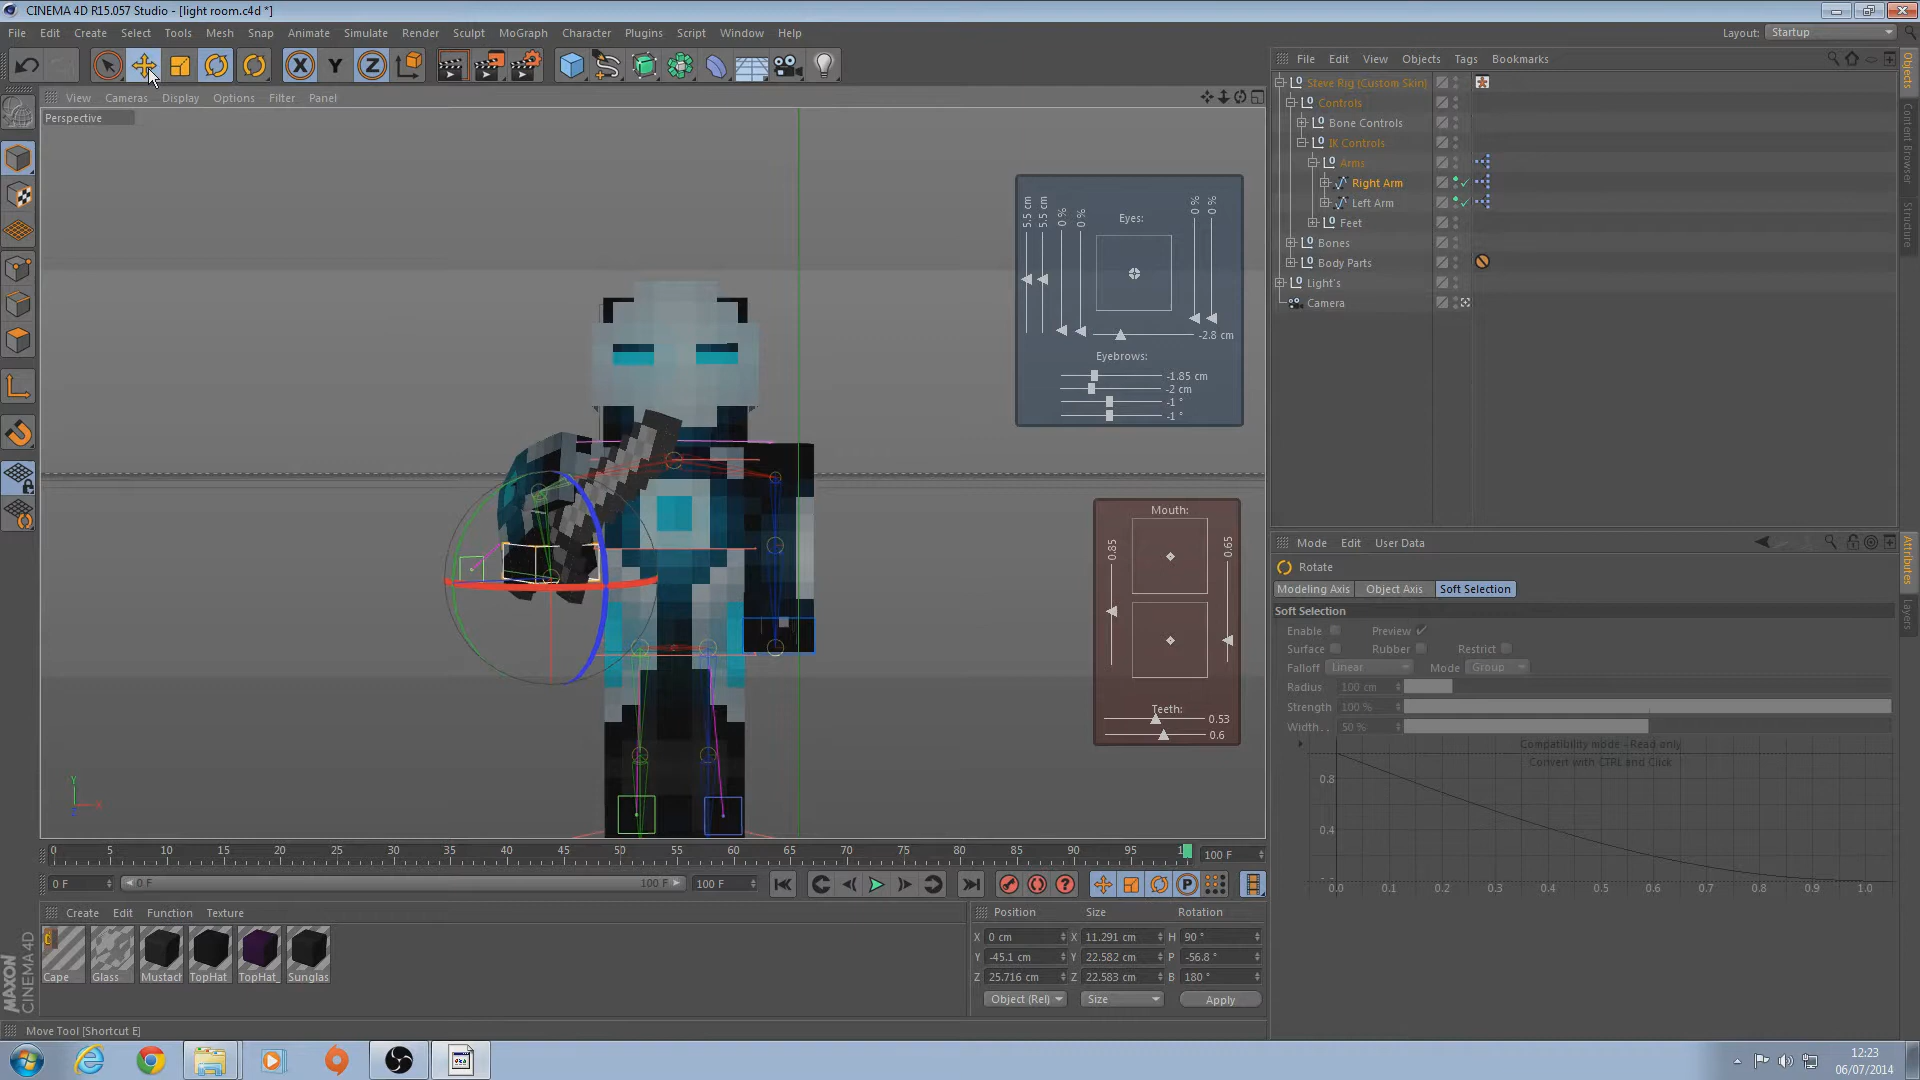 CINEMA 4D R15.057 Studio - [light room.c4d *]
File Edit Create Select Tools Mesh Snap Animate Simulate Render Sculpt MoGraph Character Plugins Script Window Help
Layout: Startup
X Y Z
View Cameras Display Options Filter Panel
Perspective
Eyes:
5.5 cm
5.5 cm
0 %
0 %
0 %
0 %
-2.8 cm
Eyebrows:
-1.85 cm
-2 cm
-1 °
-1 °
Mouth:
0.85
0.65
Teeth:
0.53
0.6
Y
File Edit View Objects Tags Bookmarks
Steve Rig (Custom Skin)
Controls
Bone Controls
IK Controls
Arms
Right Arm
Left Arm
Feet
Bones
Body Parts
Light's
Camera
Objects
Content Browser
Structure
Mode Edit User Data
Rotate
Modeling Axis Object Axis Soft Selection
Soft Selection
Enable Preview
Surface Rubber Restrict
Falloff Linear Mode Group
Radius 100 cm
Strength 100 %
Width. . 50 %
Compatibility mode - Read only
Convert with CTRL and Click
0.8
0.4
0.0 0.1 0.2 0.3 0.4 0.5 0.6 0.7 0.8 0.9 1.0
Attributes
Layers
0 5 10 15 20 25 30 35 40 45 50 55 60 65 70 75 80 85 90 95
100 F
0 F 0 F 100 F 100 F
P
Create Edit Function Texture
Cape Glass Mustach TopHat TopHat_ Sunglas
MAXON
CINEMA 4D
Position Size Rotation
X 0 cm X 11.291 cm H 90 °
Y -45.1 cm Y 22.582 cm P -56.8 °
Z 25.716 cm Z 22.583 cm B 180 °
Object (Rel) Size Apply
Move Tool [Shortcut E]
12:23
06/07/2014